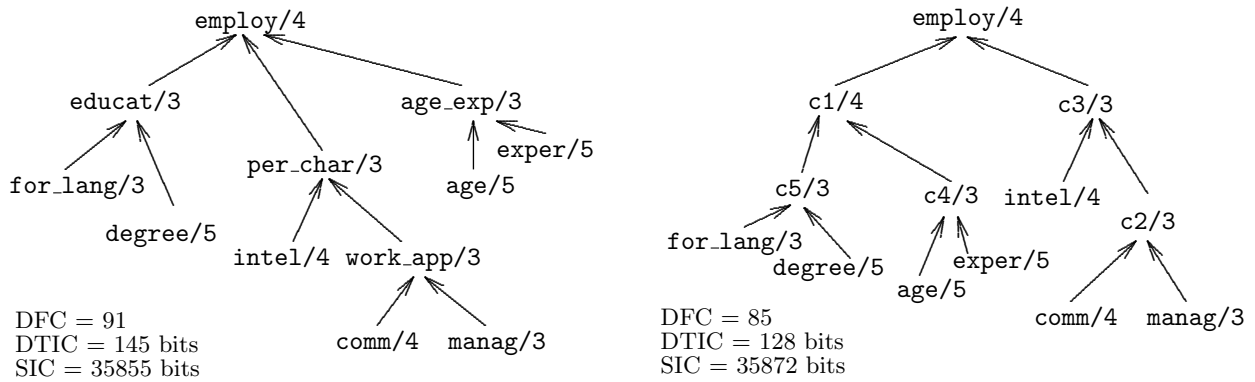 employ/4
educat/3
age_exp/3
exper/5
per_char/3
for_lang/3
age/5
degree/5
intel/4
work_app/3
comm/4
manag/3
DFC = 91
DTIC = 145 bits
SIC = 35855 bits
employ/4
c1/4
c3/3
c5/3
c4/3
intel/4
c2/3
for_lang/3
degree/5
exper/5
age/5
comm/4
manag/3
DFC = 85
DTIC = 128 bits
SIC = 35872 bits